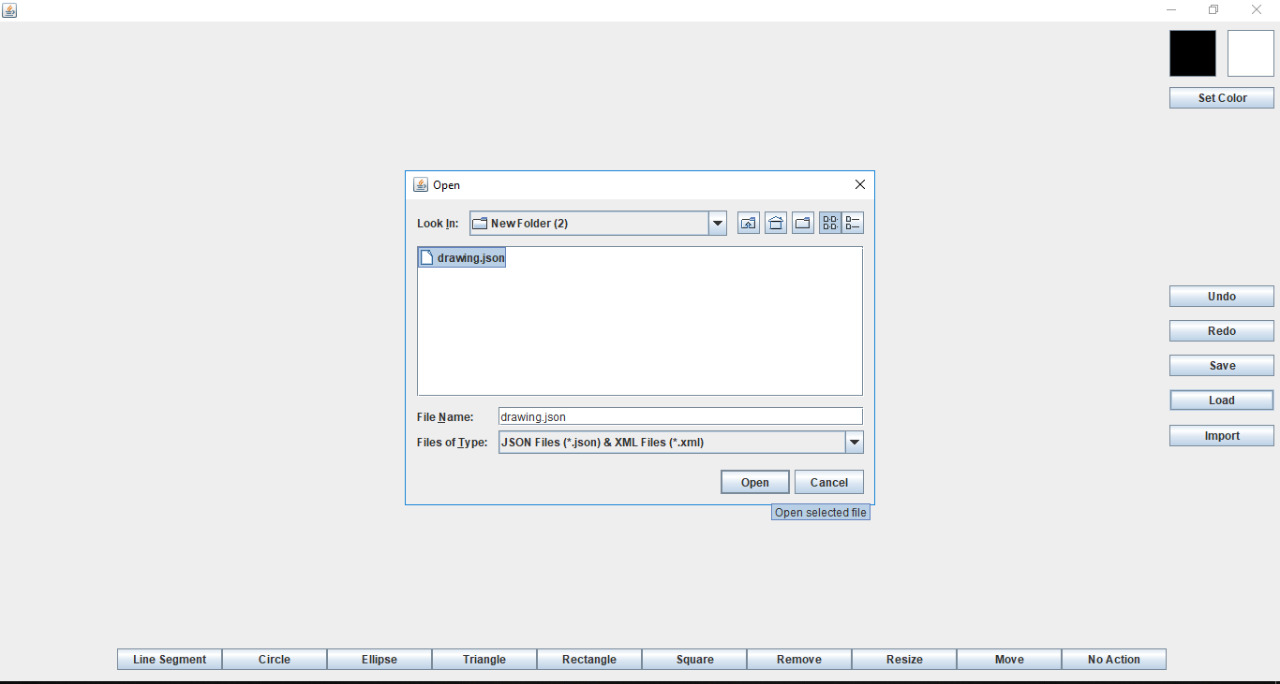 Set Color
Open
Look In:
NewFolder (2)
drawing.json
File Name:
drawing.json
Files of Type:
JSON Files (*.json) & XML Files (*.xml)
Open
Cancel
Open selected file
Undo
Redo
Save
Load
Import
Line Segment
Circle
Ellipse
Triangle
Rectangle
Square
Remove
Resize
Move
No Action